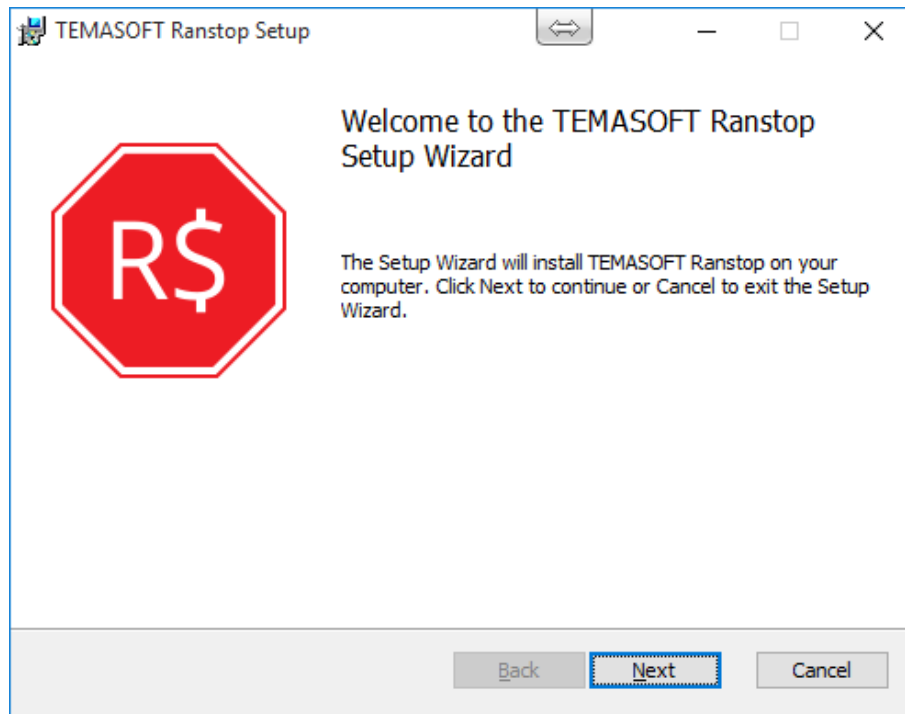 TEMASOFT Ranstop Setup
Welcome to the TEMASOFT Ranstop
Setup Wizard
R$
The Setup Wizard will install TEMASOFT Ranstop on your
computer. Click Next to continue or Cancel to exit the Setup
Wizard.
Back
Next
Cancel